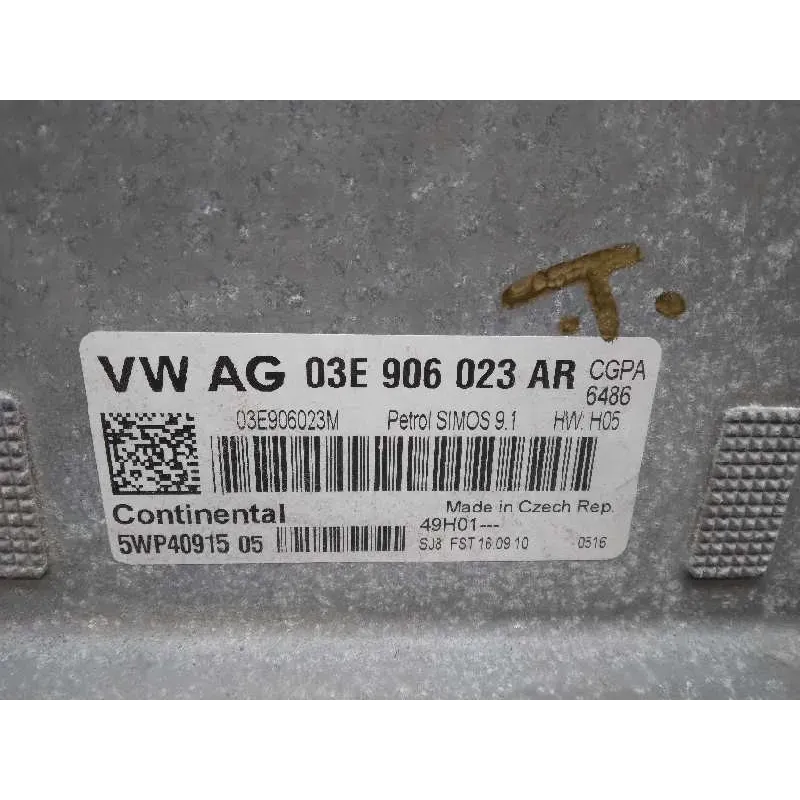 T.
VW AG 03E 906 023 AR CGPA
6486
03E906023M Petrol SIMOS 9.1 HW: H05
Continental Made in Czech Rep.
49H01---
5WP40915 05 SJ8 FST 16 09 10 0516